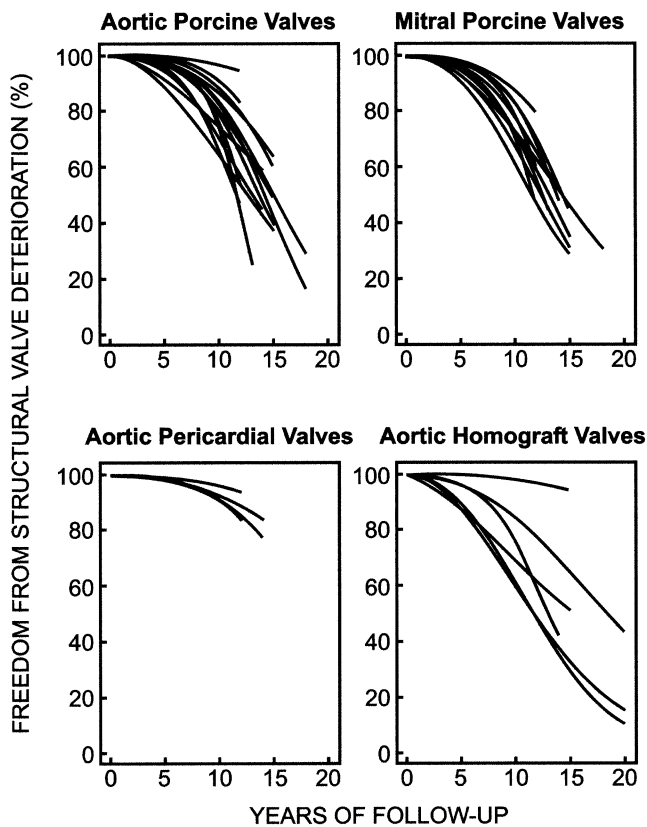 Aortic Porcine Valves
Mitral Porcine Valves
100
80
60
40
20
0
0 5 10 15 20
100
80
60
40
20
0
0 5 10 15 20
Aortic Pericardial Valves
Aortic Homograft Valves
100
80
60
40
20
0
0 5 10 15 20
100
80
60
40
20
0
0 5 10 15 20
FREEDOM FROM STRUCTURAL VALVE DETERIORATION (%)
YEARS OF FOLLOW-UP